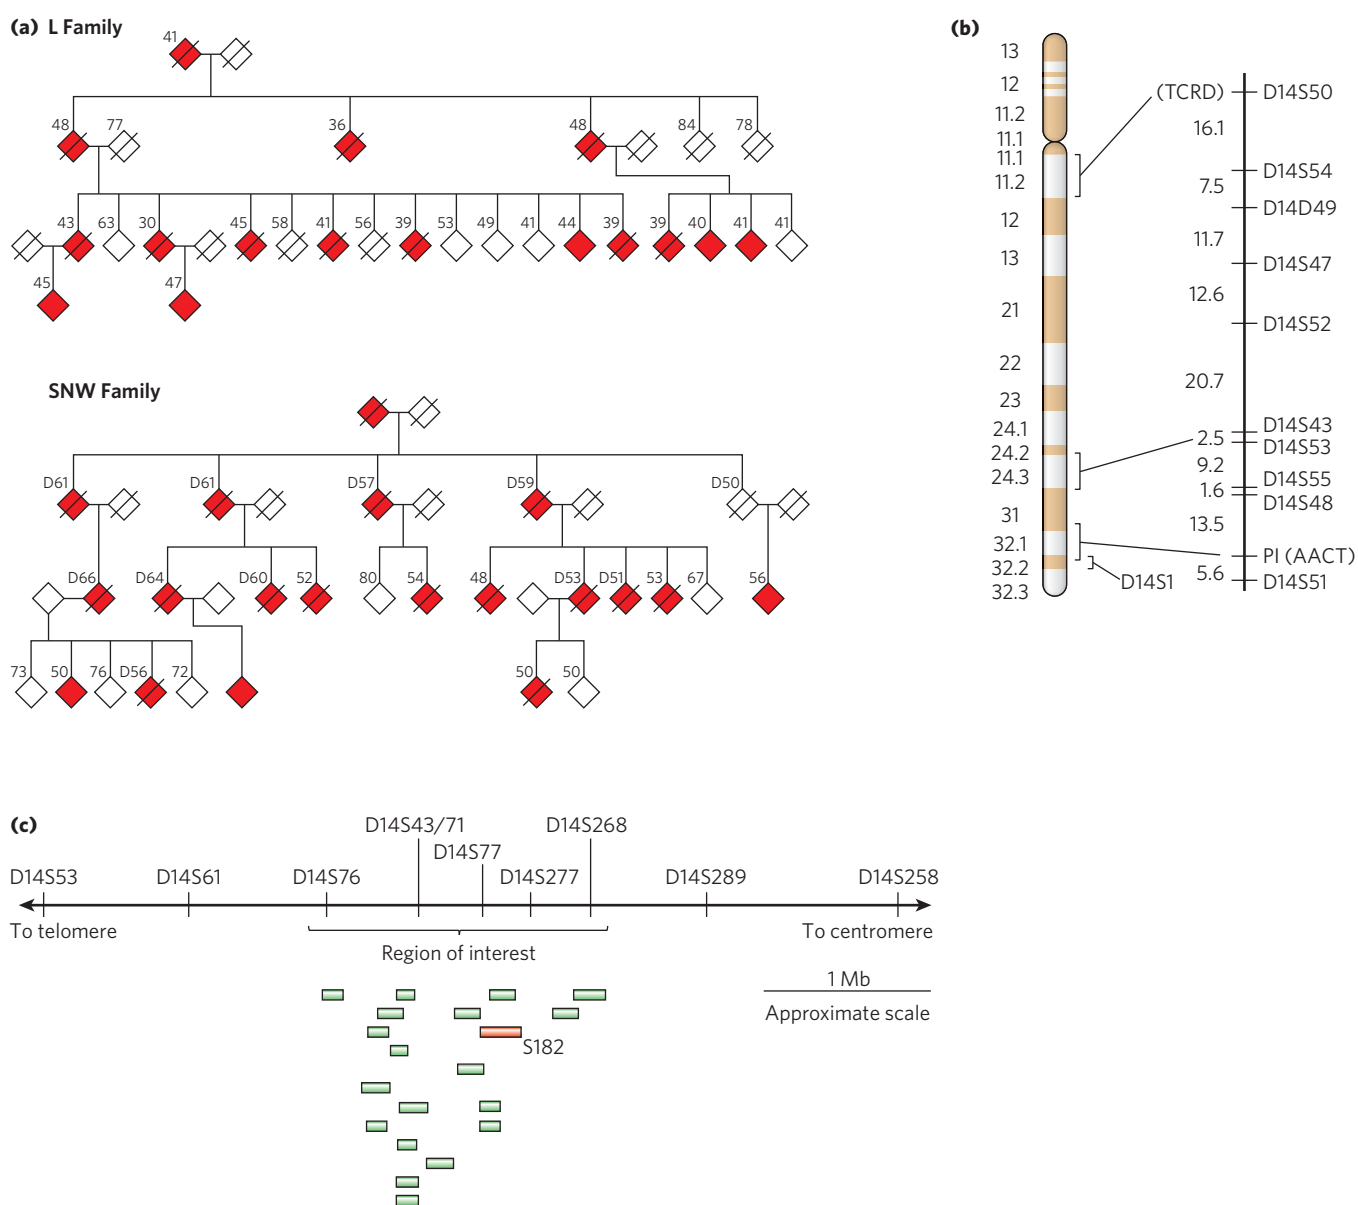 (a) L Family
41
48 77 36 48 84 78
43 63 30 45 58 41 56 39 53 49 41 44 39 39 40 41 41
45 47
SNW Family
D61 D61 D57 D59 D50
D66 D64 D60 52 80 54 48 D53 D51 53 67 56
73 50 76 D56 72 50 50
(b)
13
12
11.2
11.1
11.1
11.2
12
13
21
22
23
24.1
24.2
24.3
31
32.1
32.2
32.3
D14S1
(TCRD) D14S50
16.1
D14S54
7.5
D14D49
11.7
D14S47
12.6
D14S52
20.7
D14S43
2.5
D14S53
9.2
D14S55
1.6
D14S48
13.5
PI (AACT)
5.6
D14S51
(c)
D14S43/71 D14S268
D14S77
D14S53 D14S61 D14S76 D14S277 D14S289 D14S258
To telomere To centromere
Region of interest
1 Mb
Approximate scale
S182